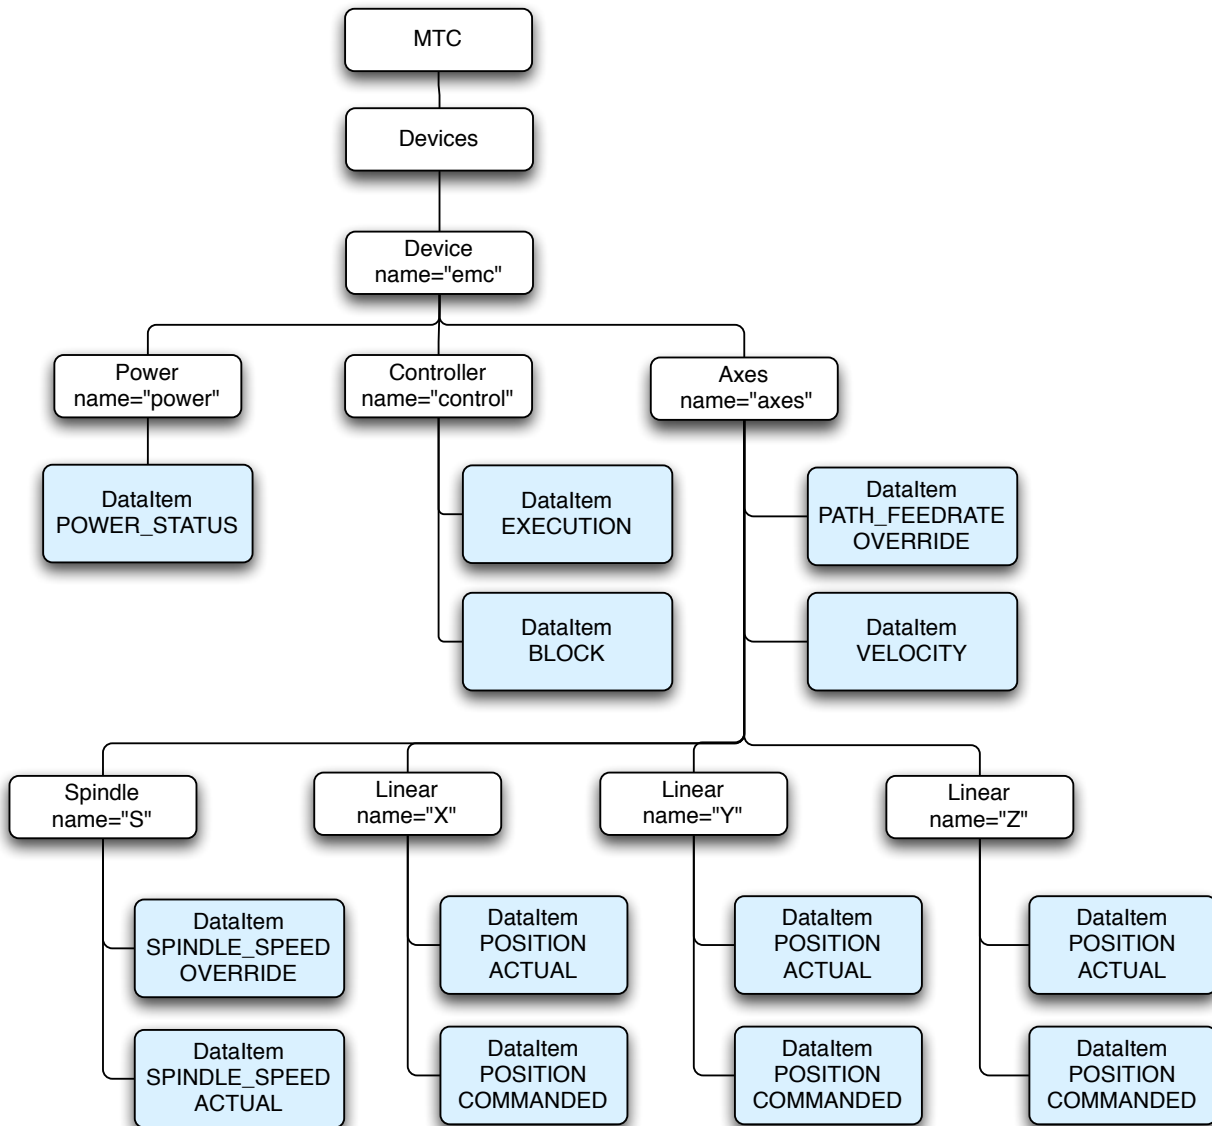 MTC
Devices
Device
name="emc"
Power
name="power"
Controller
name="control"
Axes
name="axes"
DataItem
POWER_STATUS
DataItem
EXECUTION
DataItem
PATH_FEEDRATE
OVERRIDE
DataItem
BLOCK
DataItem
VELOCITY
Spindle
name="S"
Linear
name="X"
Linear
name="Y"
Linear
name="Z"
DataItem
SPINDLE_SPEED
OVERRIDE
DataItem
POSITION
ACTUAL
DataItem
POSITION
ACTUAL
DataItem
POSITION
ACTUAL
DataItem
SPINDLE_SPEED
ACTUAL
DataItem
POSITION
COMMANDED
DataItem
POSITION
COMMANDED
DataItem
POSITION
COMMANDED